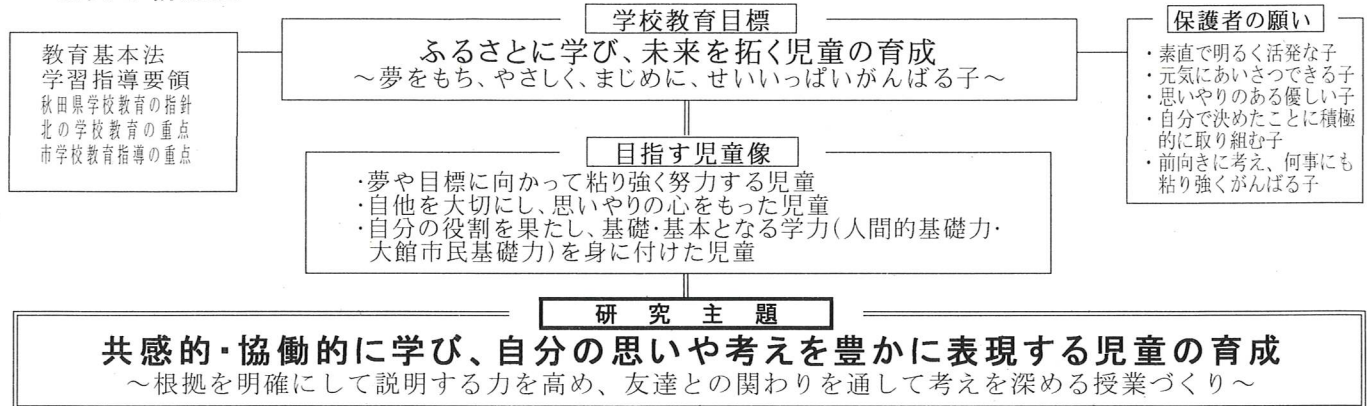 学校教育目標
ふるさとに学び、未来を拓く児童の育成
～夢をもち、やさしく、まじめに、せいいっぱいがんばる子～
教育基本法
学習指導要領
秋田県学校教育の指針
北の学校教育の重点
市学校教育指導の重点
保護者の願い
・素直で明るく活発な子
・元気にあいさつできる子
・思いやりのある優しい子
・自分で決めたことに積極
的に取り組む子
・前向きに考え、何事にも
粘り強くがんばる子
目指す児童像
・夢や目標に向かって粘り強く努力する児童
・自他を大切にし、思いやりの心をもった児童
・自分の役割を果たし、基礎・基本となる学力(人間的基礎力・
大館市民基礎力)を身に付けた児童
研究主題
共感的・協働的に学び、自分の思いや考えを豊かに表現する児童の育成
～根拠を明確にして説明する力を高め、友達との関わりを通して考えを深める授業づくり～